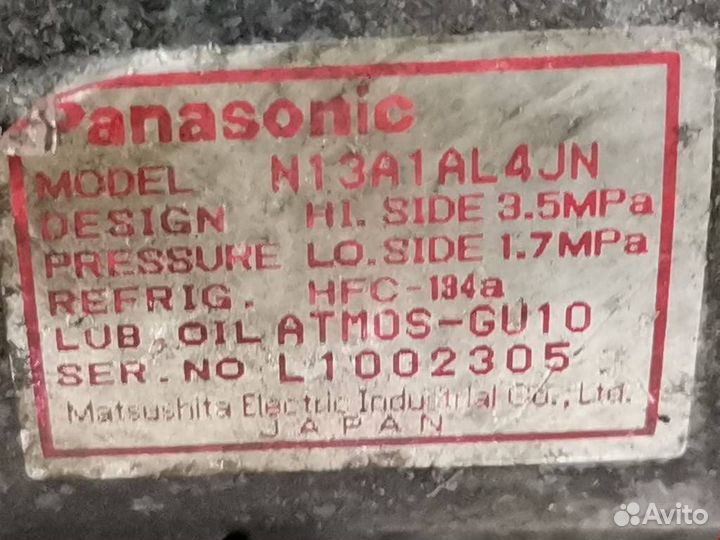 Panasonic
MODEL N13A1AL4JN
DESIGN HI. SIDE 3.5MPa
PRESSURE LO. SIDE 1.7MPa
REFRIG. HFC-134a
LUB. OIL ATMOS-GU10
SER. NO L1002305
Matsushita Electric Industrial Co., Ltd.
JAPAN
Avito